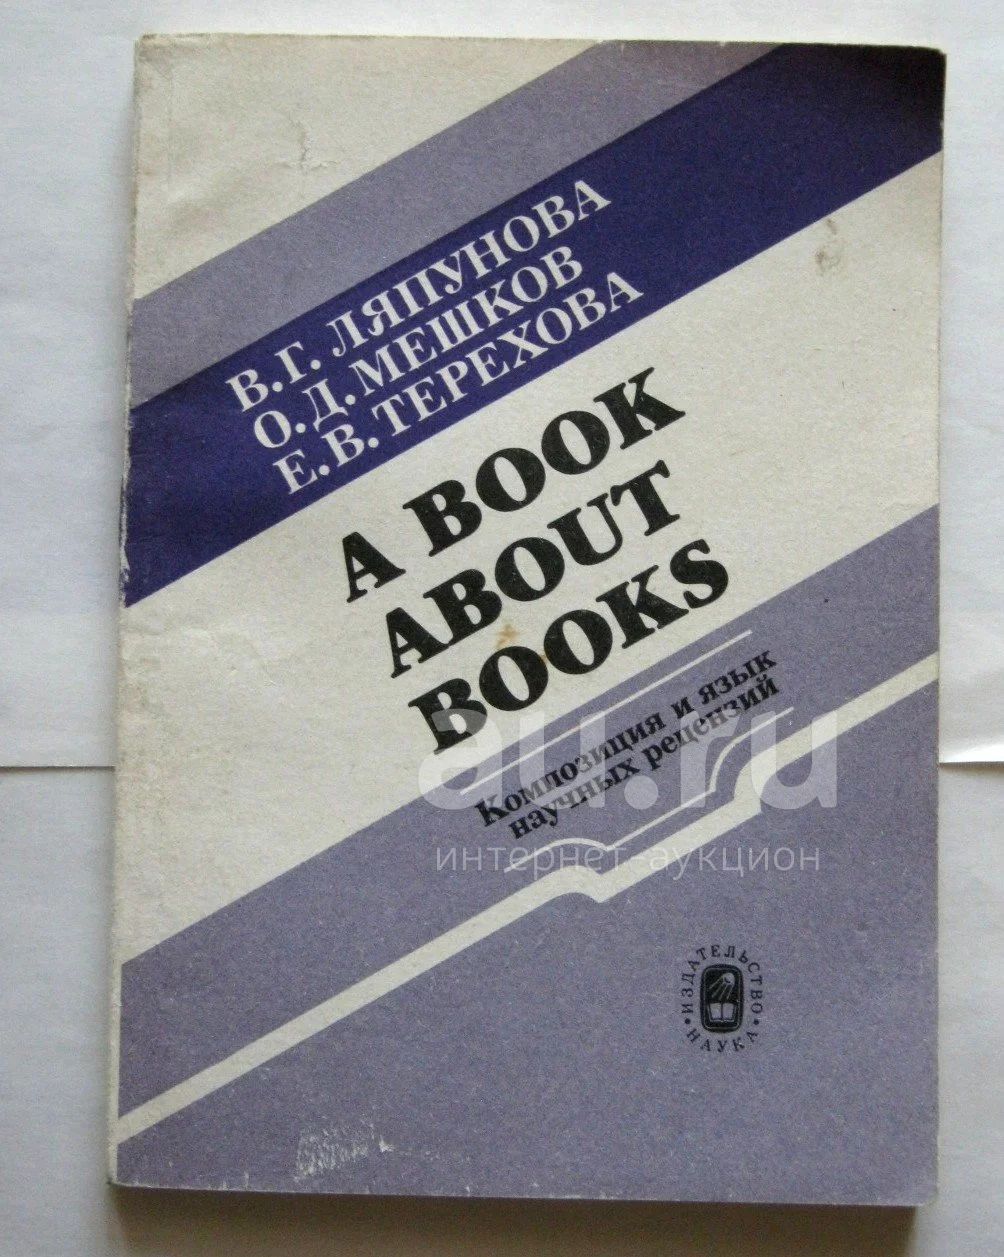 В.Г. ЛЯПУНОВА
О.Д. МЕШКОВ
Е.В. ТЕРЕХОВА
A BOOK
ABOUT
BOOKS
Композиция и язык
научных рецензий
au.ru
интернет-аукцион
ИЗДАТЕЛЬСТВО
• НАУКА •